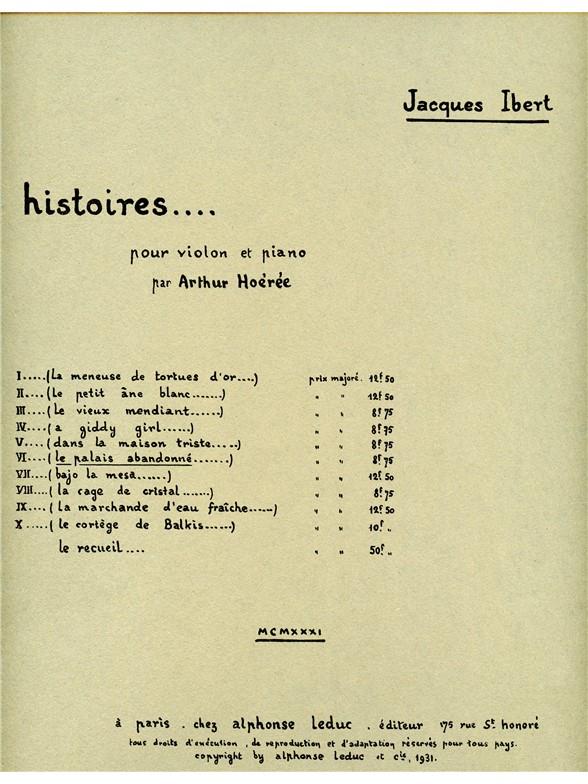 Jacques Ibert
histoires....
pour violon et piano
par Arthur Hoérée
I.....(La meneuse de tortues d'or....) prix majoré. 12f 50
II....(le petit âne blanc.......) " " 12f 50
III....(le vieux mendiant......) " " 8f 75
IV....(a giddy girl......) " " 8f 75
V....(dans la maison triste.....) " " 8f 75
VI....(le palais abandonné.......) " " 8f 75
VII....(bajo la mesa......) " " 12f 50
VIII....(la cage de cristal.......) " " 8f 75
IX....(la marchande d'eau fraîche......) " " 12f 50
X.....(le cortège de Balkis......) " " 10f "
le recueil.... " " 50f "
MCMXXXI
à paris . chez alphonse leduc . éditeur 175 rue St honoré
tous droits d'exécution , de reproduction et d'adaptation réservés pour tous pays.
copyright by alphonse leduc et cie, 1931.